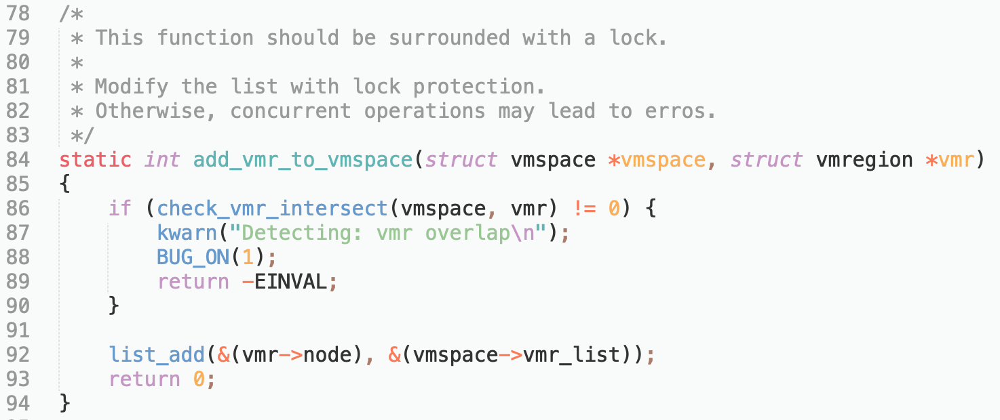 78 /*
79  * This function should be surrounded with a lock.
80  *
81  * Modify the list with lock protection.
82  * Otherwise, concurrent operations may lead to erros.
83  */
84 static int add_vmr_to_vmspace(struct vmspace *vmspace, struct vmregion *vmr)
85 {
86     if (check_vmr_intersect(vmspace, vmr) != 0) {
87         kwarn("Detecting: vmr overlap\n");
88         BUG_ON(1);
89         return -EINVAL;
90     }
91
92     list_add(&(vmr->node), &(vmspace->vmr_list));
93     return 0;
94 }